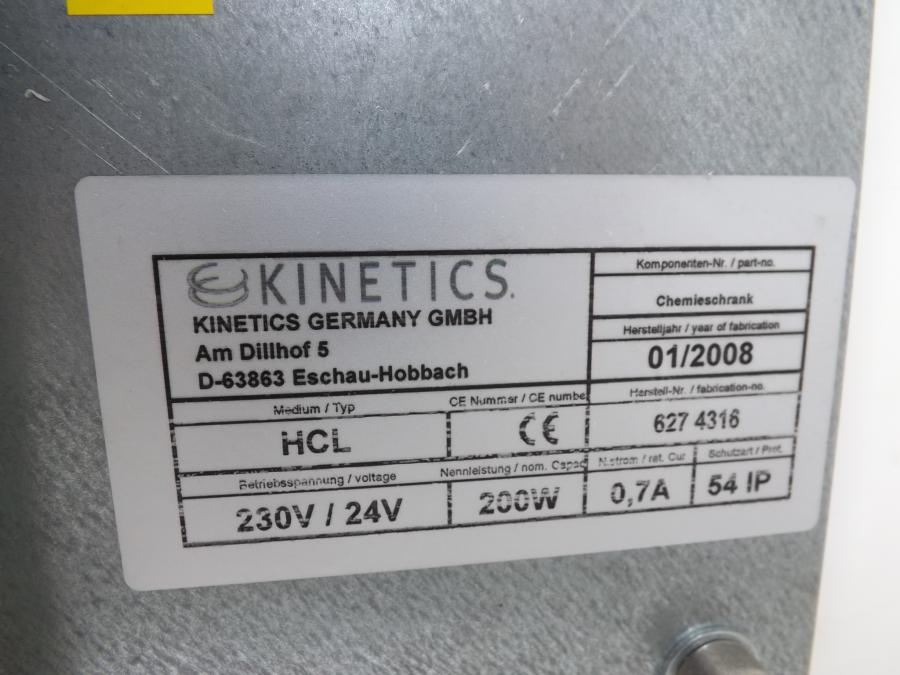 KINETICS.
KINETICS GERMANY GMBH
Am Dillhof 5
D-63863 Eschau-Hobbach
Komponenten-Nr. / part-no.
Chemieschrank
Herstelljahr / year of fabrication
01/2008
Medium / Typ
HCL
CE Nummer / CE number
CE
Herstell-Nr. / fabrication-no.
627 4316
Betriebsspannung / voltage
230V / 24V
Nennleistung / nom. Capac
200W
N.strom / rat. Cur
0,7A
Schutzart / Prot.
54 IP